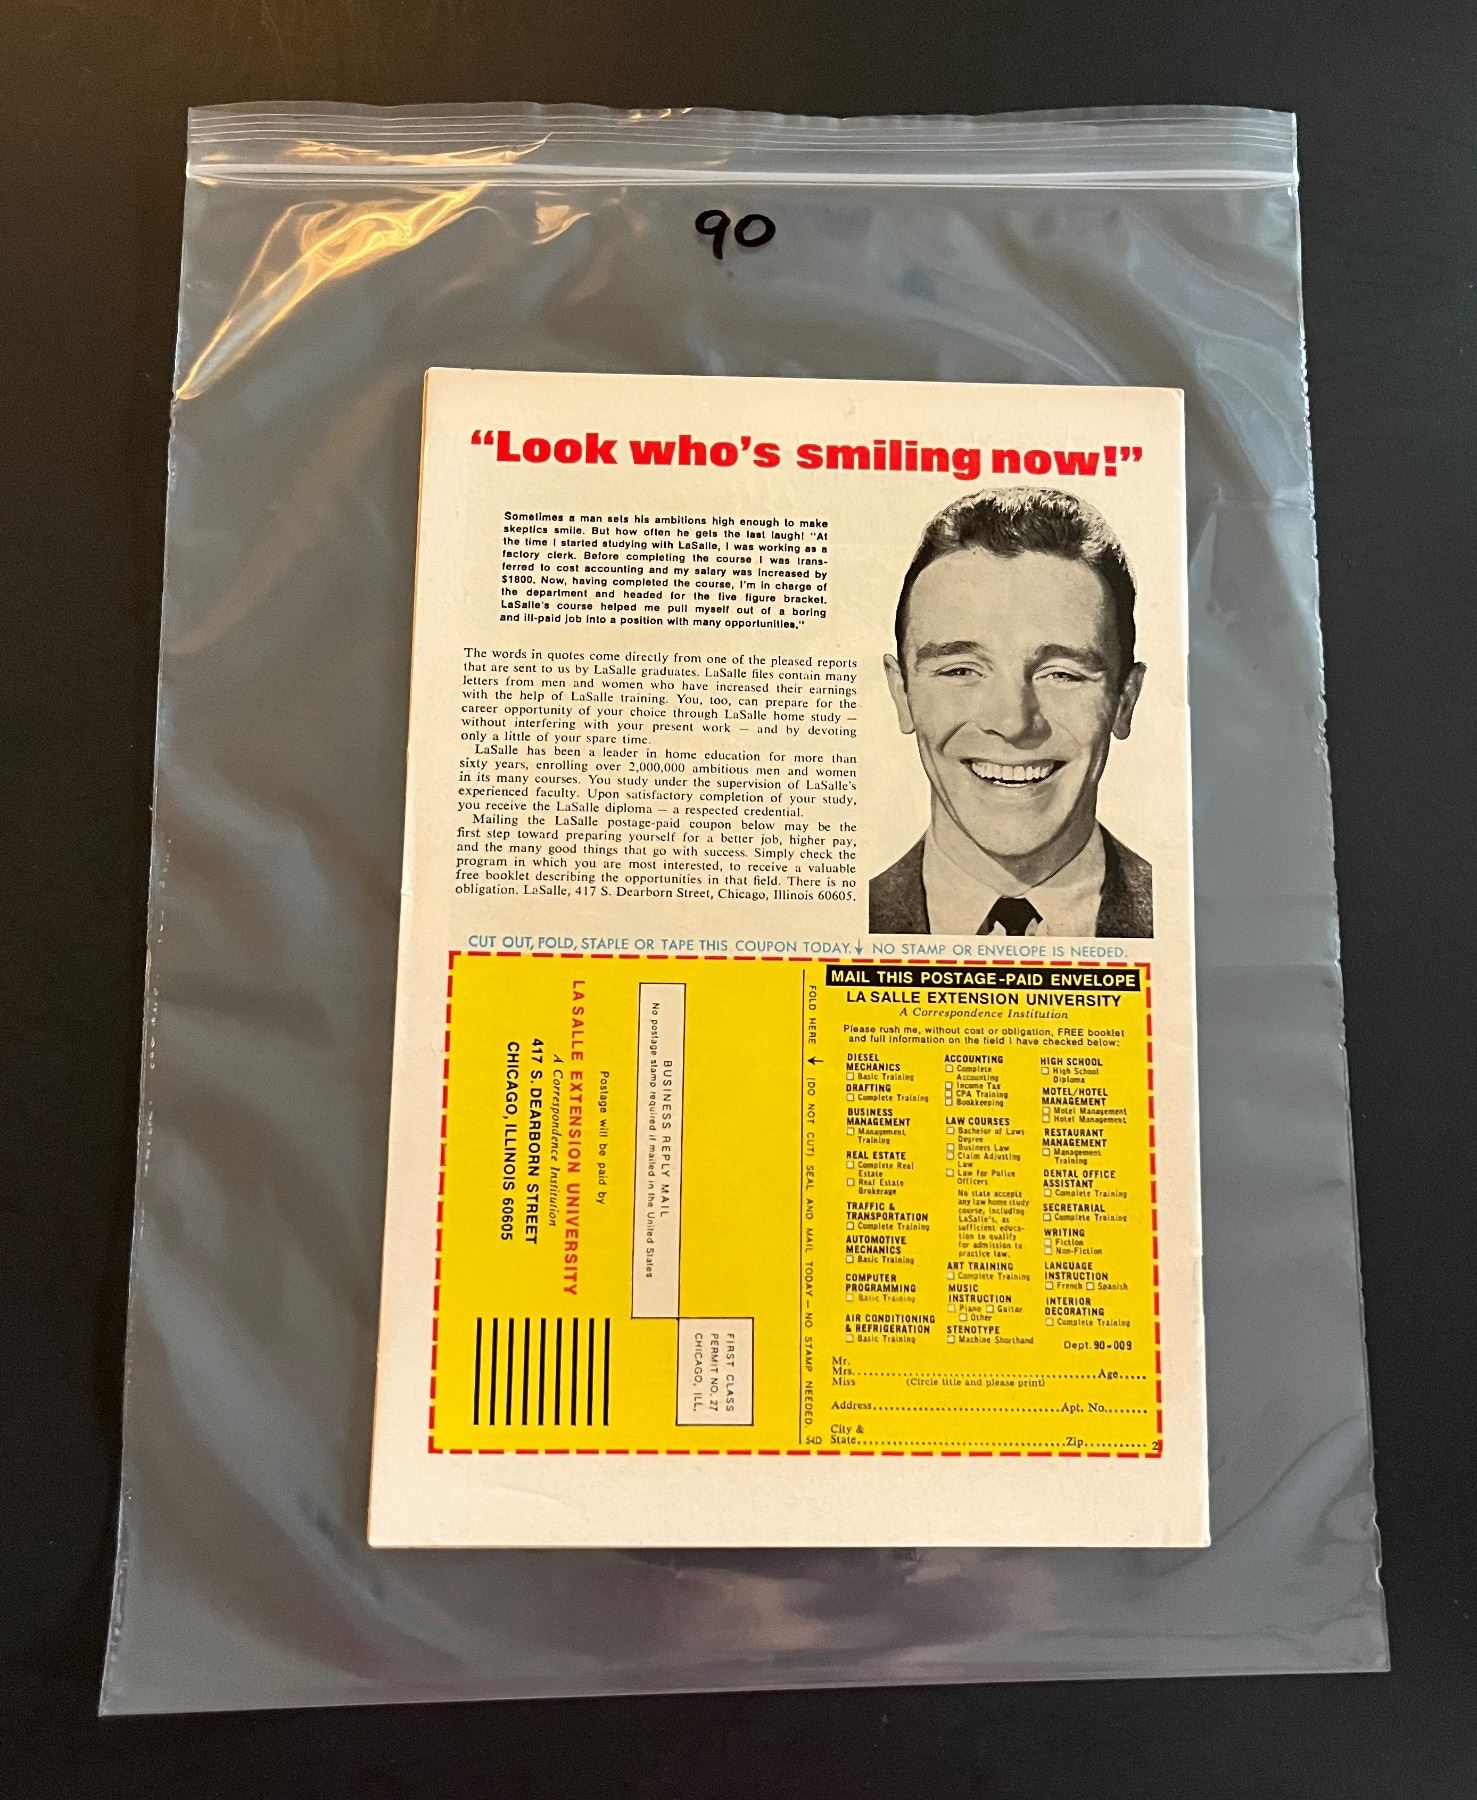 90
“Look who’s smiling now!”
Sometimes a man sets his ambitions high enough to make
skeptics smile. But how often he gets the last laugh! "At
the time I started studying with LaSalle, I was working as a
factory clerk. Before completing the course I was trans-
ferred to cost accounting and my salary was increased by
$1800. Now, having completed the course, I'm in charge of
the department and headed for the five figure bracket.
LaSalle's course helped me pull myself out of a boring
and ill-paid job into a position with many opportunities."
The words in quotes come directly from one of the pleased reports
that are sent to us by LaSalle graduates. LaSalle files contain many
letters from men and women who have increased their earnings
with the help of LaSalle training. You, too, can prepare for the
career opportunity of your choice through LaSalle home study —
without interfering with your present work — and by devoting
only a little of your spare time.
LaSalle has been a leader in home education for more than
sixty years, enrolling over 2,000,000 ambitious men and women
in its many courses. You study under the supervision of LaSalle's
experienced faculty. Upon satisfactory completion of your study,
you receive the LaSalle diploma — a respected credential.
Mailing the LaSalle postage-paid coupon below may be the
first step toward preparing yourself for a better job, higher pay,
and the many good things that go with success. Simply check the
program in which you are most interested, to receive a valuable
free booklet describing the opportunities in that field. There is no
obligation. LaSalle, 417 S. Dearborn Street, Chicago, Illinois 60605.
CUT OUT, FOLD, STAPLE OR TAPE THIS COUPON TODAY. ↓ NO STAMP OR ENVELOPE IS NEEDED.
FIRST CLASS
PERMIT NO. 27
CHICAGO, ILL.
BUSINESS REPLY MAIL
No postage stamp required if mailed in the United States
Postage will be paid by
LA SALLE EXTENSION UNIVERSITY
A Correspondence Institution
417 S. DEARBORN STREET
CHICAGO, ILLINOIS 60605
FOLD HERE ↓ (DO NOT CUT) SEAL AND MAIL TODAY — NO STAMP NEEDED.
54D
MAIL THIS POSTAGE-PAID ENVELOPE
LA SALLE EXTENSION UNIVERSITY
A Correspondence Institution
Please rush me, without cost or obligation, FREE booklet
and full information on the field I have checked below:
DIESEL
MECHANICS
☐ Basic Training
DRAFTING
☐ Complete Training
BUSINESS
MANAGEMENT
☐ Management
Training
REAL ESTATE
☐ Complete Real
Estate
☐ Real Estate
Brokerage
TRAFFIC &
TRANSPORTATION
☐ Complete Training
AUTOMOTIVE
MECHANICS
☐ Basic Training
COMPUTER
PROGRAMMING
☐ Basic Training
AIR CONDITIONING
& REFRIGERATION
☐ Basic Training
ACCOUNTING
☐ Complete
Accounting
☐ Income Tax
☐ CPA Training
☐ Bookkeeping
LAW COURSES
☐ Bachelor of Laws
Degree
☐ Business Law
☐ Claim Adjusting
Law
☐ Law for Police
Officers
No state accepts
any law home study
course, including
LaSalle's, as
sufficient educa-
tion to qualify
for admission to
practice law.
ART TRAINING
☐ Complete Training
MUSIC
INSTRUCTION
☐ Piano ☐ Guitar
☐ Other
STENOTYPE
☐ Machine Shorthand
HIGH SCHOOL
☐ High School
Diploma
MOTEL/HOTEL
MANAGEMENT
☐ Motel Management
☐ Hotel Management
RESTAURANT
MANAGEMENT
☐ Management
Training
DENTAL OFFICE
ASSISTANT
☐ Complete Training
SECRETARIAL
☐ Complete Training
WRITING
☐ Fiction
☐ Non-Fiction
LANGUAGE
INSTRUCTION
☐ French ☐ Spanish
INTERIOR
DECORATING
☐ Complete Training
Dept. 90-009
Mr.
Mrs. Age
Miss (Circle title and please print)
Address Apt. No.
City &
State Zip
2